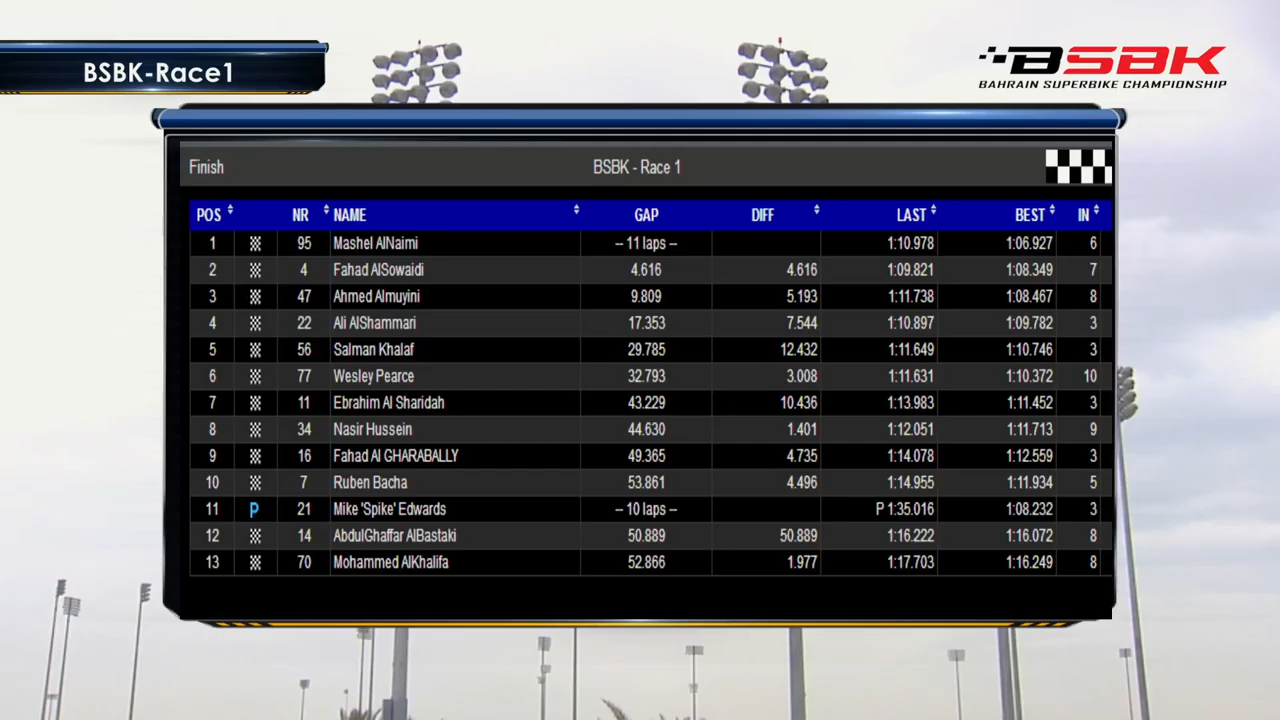 BSBK-Race1
BSBK
BAHRAIN SUPERBIKE CHAMPIONSHIP
Finish BSBK - Race 1
POS NR NAME GAP DIFF LAST BEST IN
1 95 Mashel AlNaimi -- 11 laps -- 1:10.978 1:06.927 6
2 4 Fahad AlSowaidi 4.616 4.616 1:09.821 1:08.349 7
3 47 Ahmed Almuyini 9.809 5.193 1:11.738 1:08.467 8
4 22 Ali AlShammari 17.353 7.544 1:10.897 1:09.782 3
5 56 Salman Khalaf 29.785 12.432 1:11.649 1:10.746 3
6 77 Wesley Pearce 32.793 3.008 1:11.631 1:10.372 10
7 11 Ebrahim Al Sharidah 43.229 10.436 1:13.983 1:11.452 3
8 34 Nasir Hussein 44.630 1.401 1:12.051 1:11.713 9
9 16 Fahad Al GHARABALLY 49.365 4.735 1:14.078 1:12.559 3
10 7 Ruben Bacha 53.861 4.496 1:14.955 1:11.934 5
11 P 21 Mike 'Spike' Edwards -- 10 laps -- P 1:35.016 1:08.232 3
12 14 AbdulGhaffar AlBastaki 50.889 50.889 1:16.222 1:16.072 8
13 70 Mohammed AlKhalifa 52.866 1.977 1:17.703 1:16.249 8